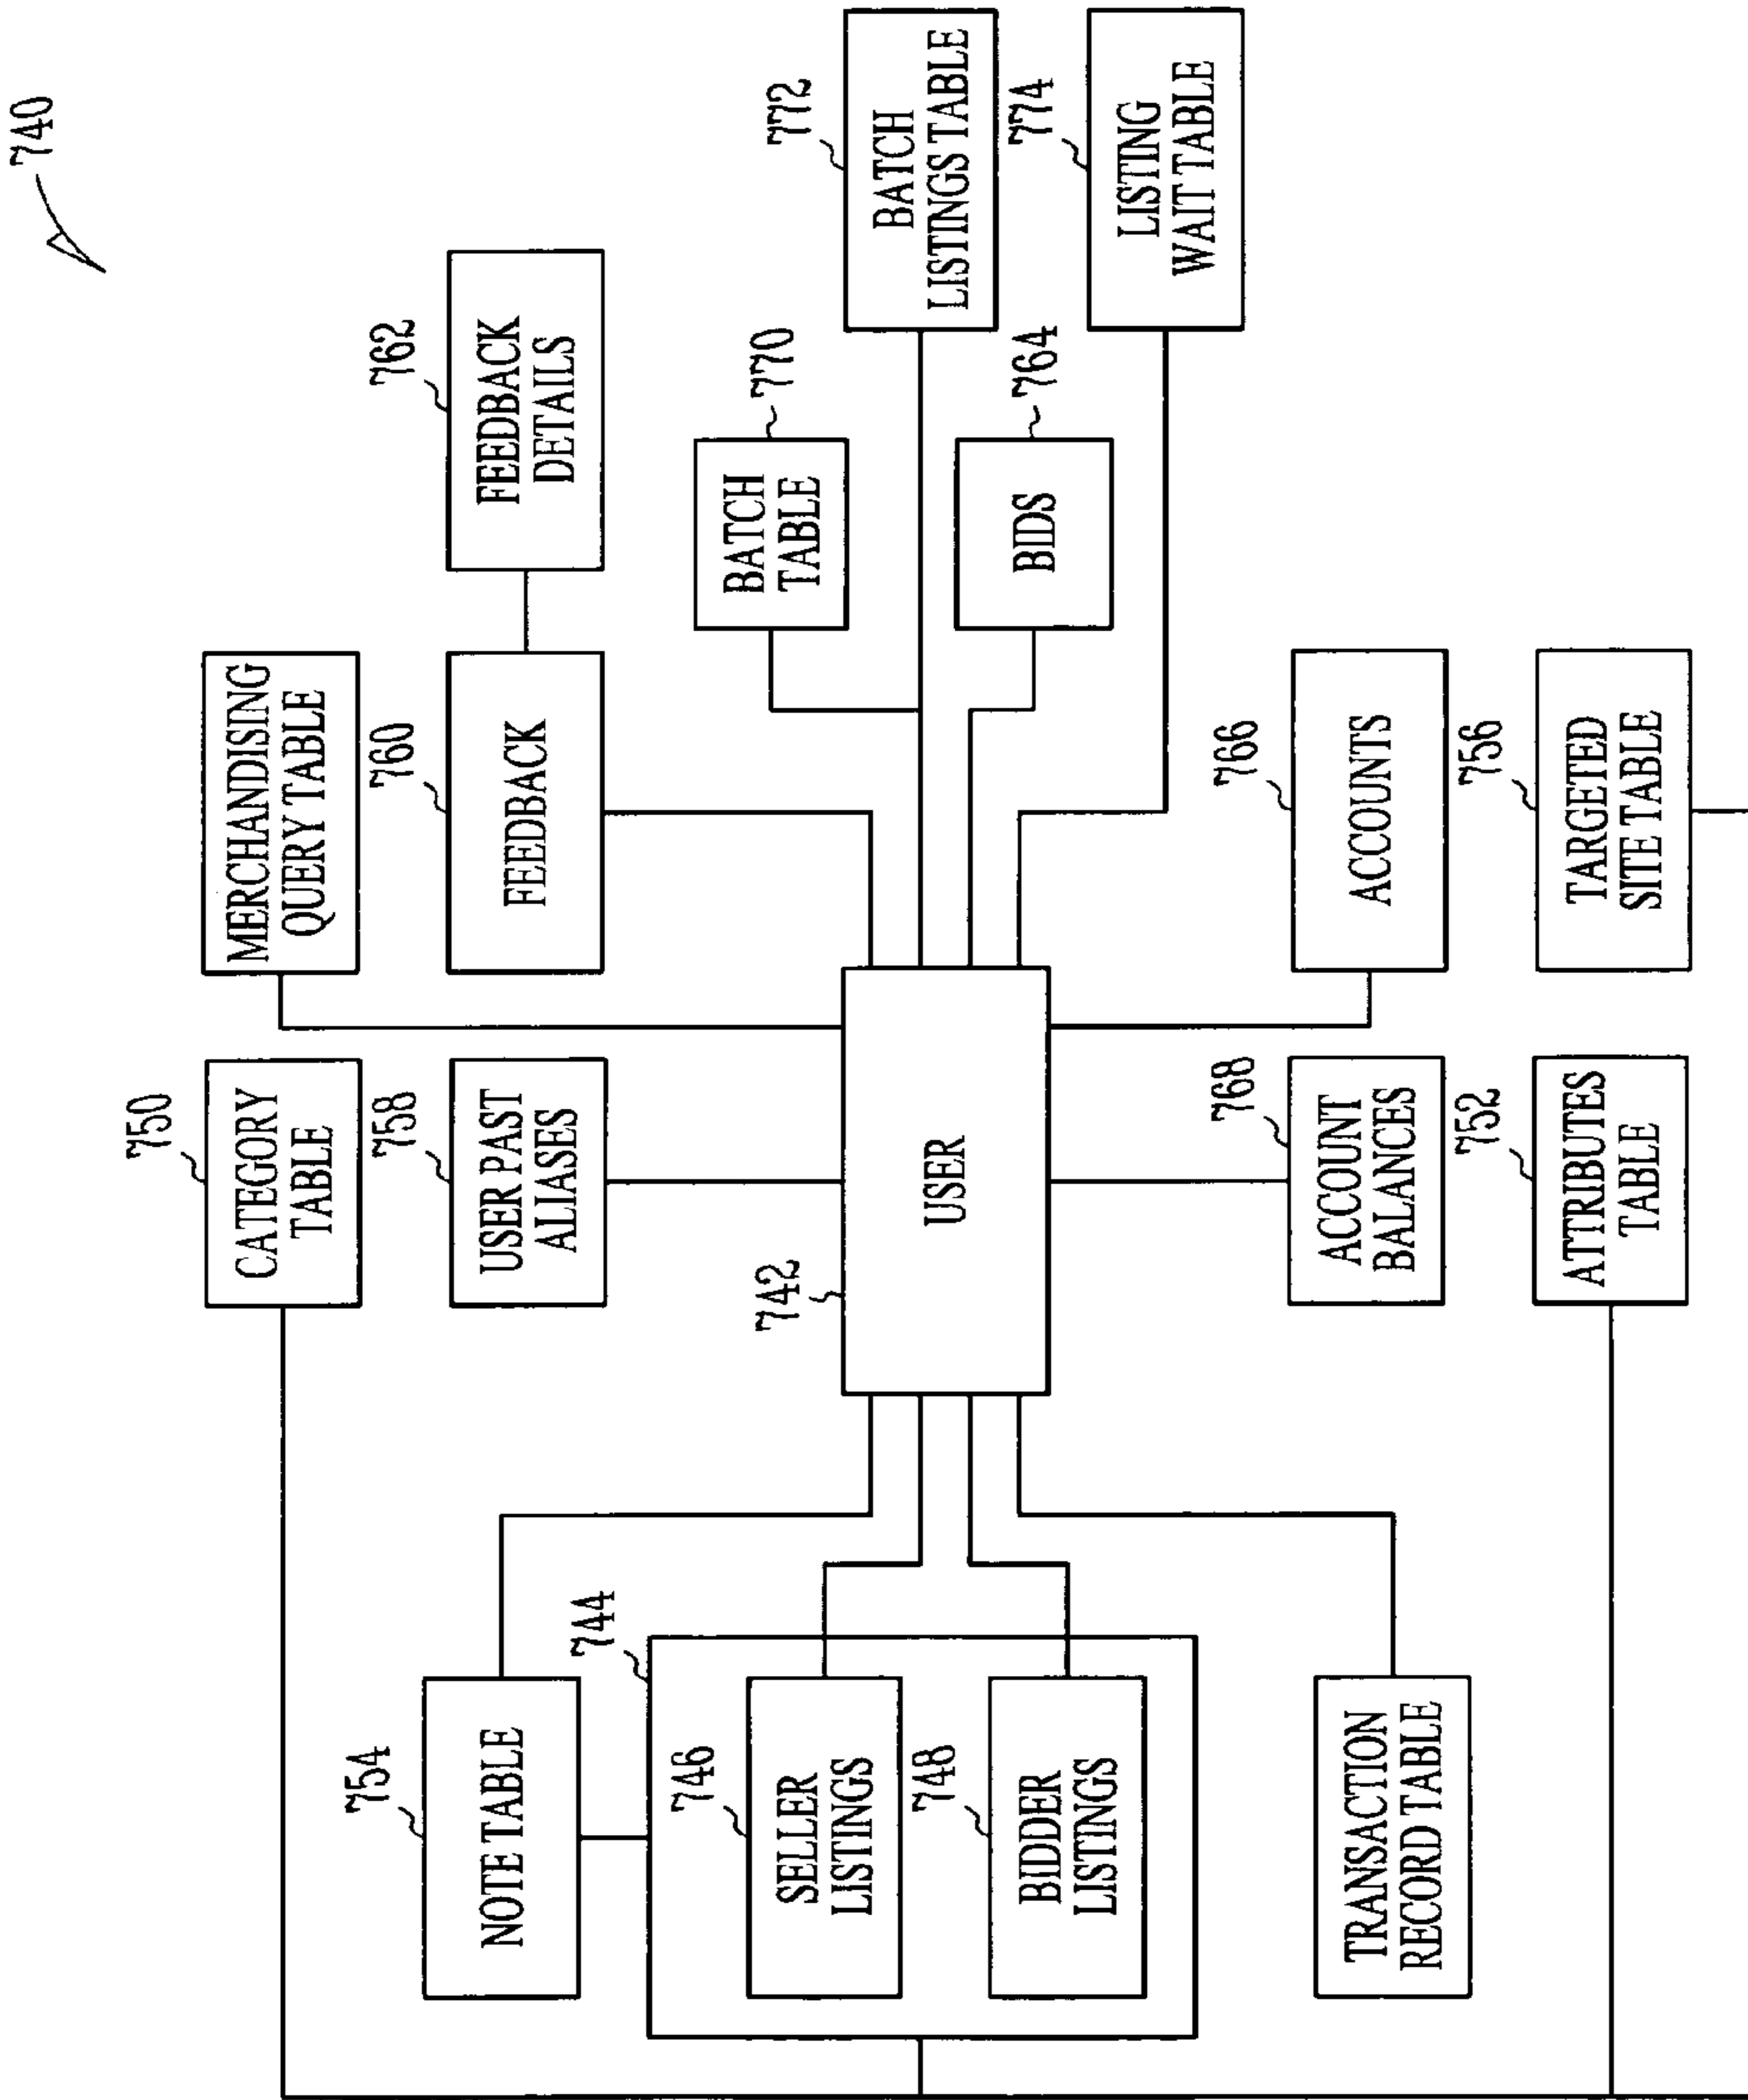 740
750
CATEGORY
TABLE
MERCHANDISING
QUERY TABLE
754
NOTE TABLE
758
USER PAST
ALIASES
760
FEEDBACK
762
FEEDBACK
DETAILS
744
746
SELLER
LISTINGS
748
BIDDER
LISTINGS
742
USER
770
BATCH
TABLE
772
BATCH
LISTINGS TABLE
764
BIDS
774
LISTING
WAIT TABLE
TRANSACTION
RECORD TABLE
768
ACCOUNT
BALANCES
766
ACCOUNTS
752
ATTRIBUTES
TABLE
756
TARGETED
SITE TABLE